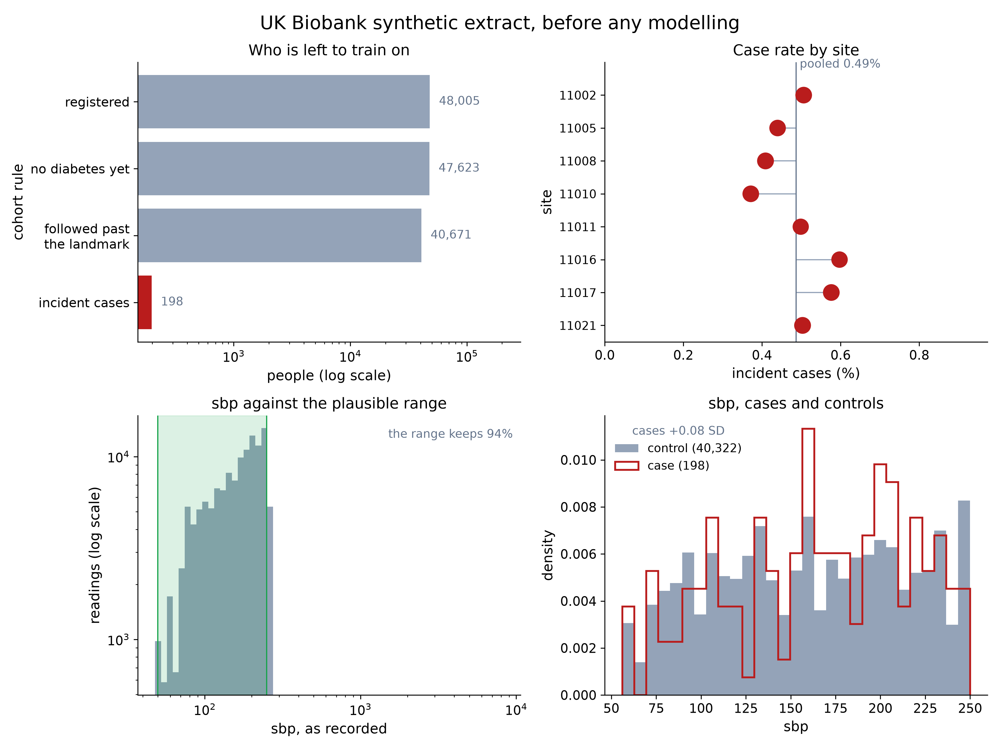 UK Biobank synthetic extract, before any modelling
Who is left to train on
cohort rule
registered
no diabetes yet
followed past
the landmark
incident cases
48,005
47,623
40,671
198
10³
10⁴
10⁵
people (log scale)
Case rate by site
pooled 0.49%
site
11002
11005
11008
11010
11011
11016
11017
11021
0.0
0.2
0.4
0.6
0.8
incident cases (%)
sbp against the plausible range
the range keeps 94%
readings (log scale)
10⁴
10³
10²
10³
10⁴
sbp, as recorded
sbp, cases and controls
cases +0.08 SD
control (40,322)
case (198)
density
0.010
0.008
0.006
0.004
0.002
0.000
50
75
100
125
150
175
200
225
250
sbp